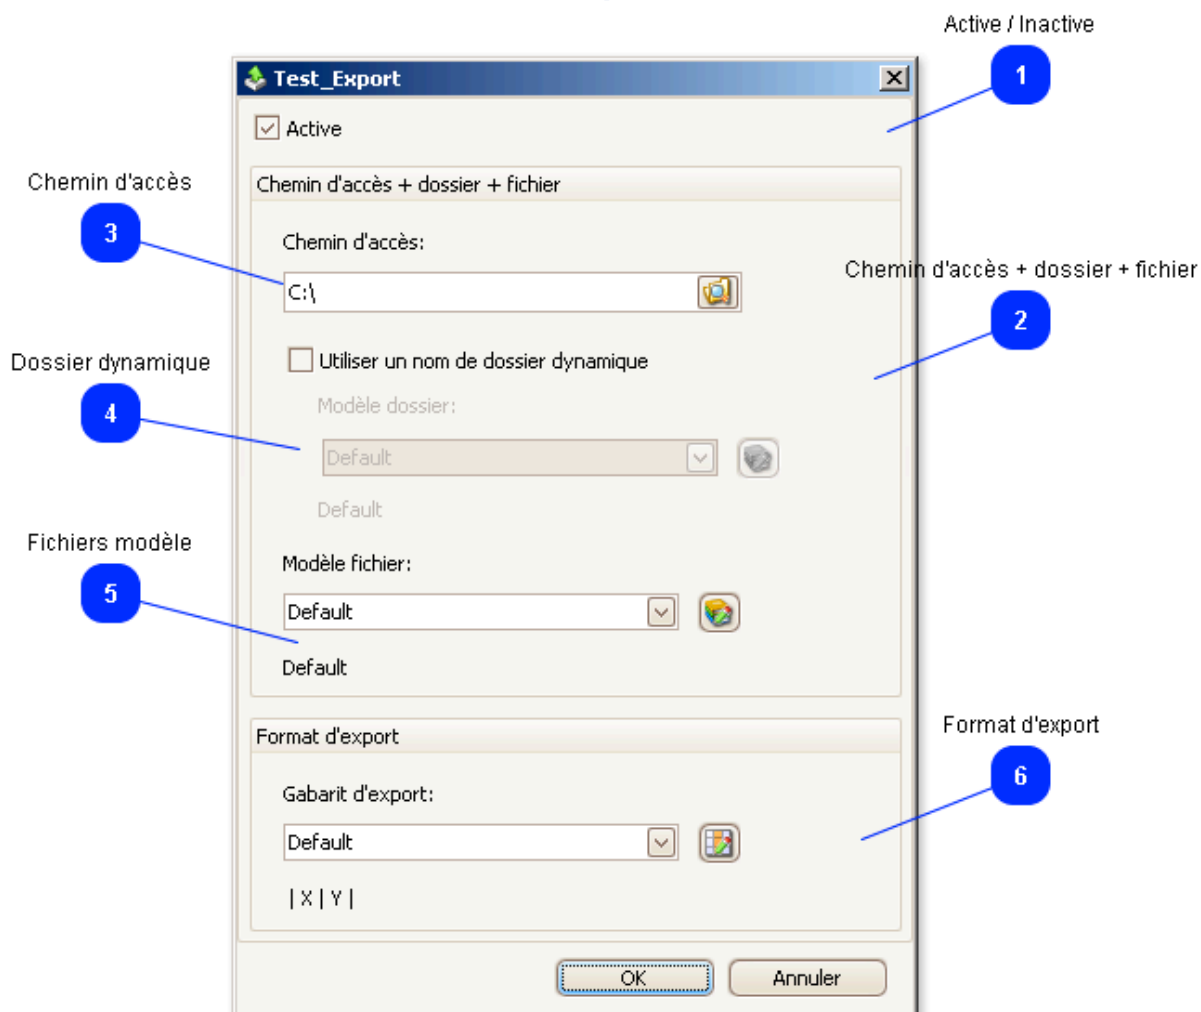 Active / Inactive
1
Test_Export
Active
Chemin d'accès
3
Chemin d'accès + dossier + fichier
Chemin d'accès:
C:\
Chemin d'accès + dossier + fichier
2
Dossier dynamique
4
Utiliser un nom de dossier dynamique
Modèle dossier:
Default
Default
Fichiers modèle
5
Modèle fichier:
Default
Default
Format d'export
6
Format d'export
Gabarit d'export:
Default
| X | Y |
OK
Annuler